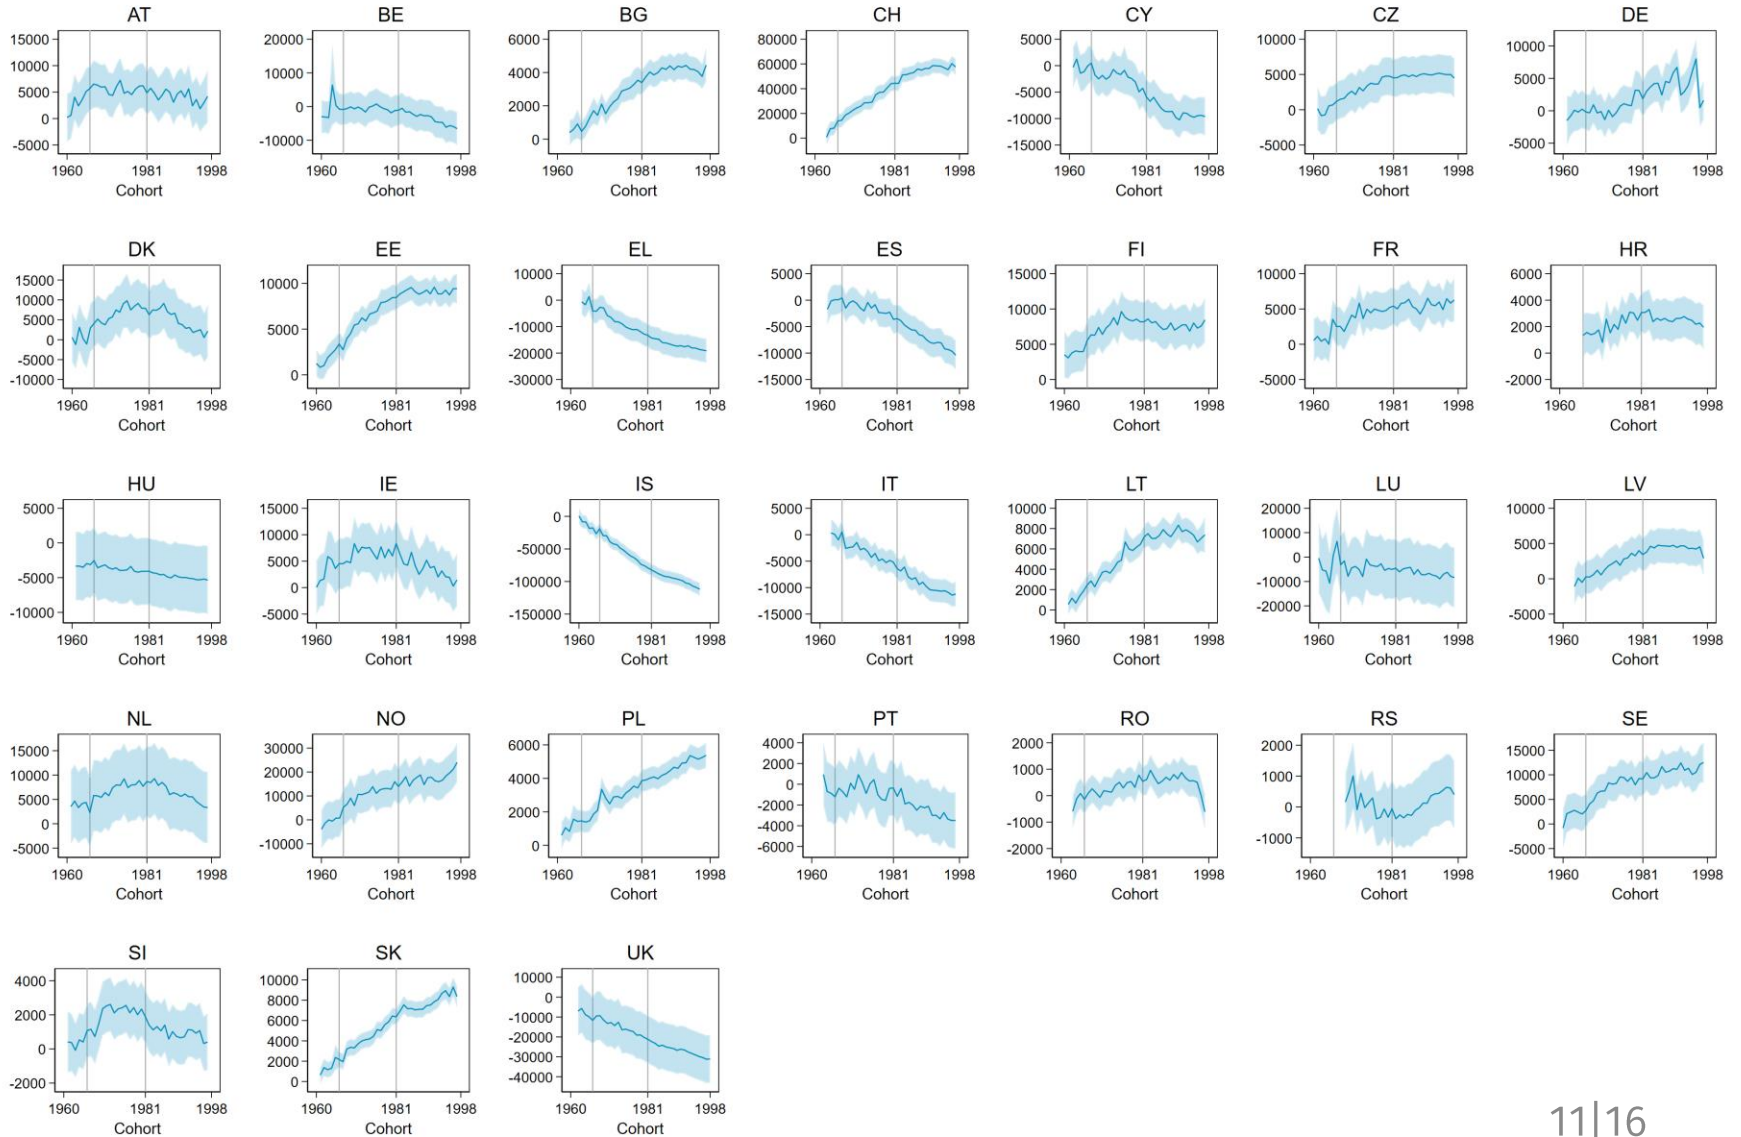 AT BE BG CH CY CZ DE
15000 20000 6000 80000 5000 10000 10000
10000 10000 4000 60000 0 5000 5000
5000 0 2000 40000 -5000 0 0
0 -10000 0 20000 -10000 -5000 -5000
-5000 0 -15000
1960 1981 1998 1960 1981 1998 1960 1981 1998 1960 1981 1998 1960 1981 1998 1960 1981 1998 1960 1981 1998
Cohort Cohort Cohort Cohort Cohort Cohort Cohort
DK EE EL ES FI FR HR
15000 10000 10000 5000 15000 10000 6000
10000 5000 0 0 10000 5000 4000
5000 0 -10000 -5000 5000 0 2000
0 -20000 -10000 0 -5000 0
-5000 -30000 -15000 -2000
-10000
1960 1981 1998 1960 1981 1998 1960 1981 1998 1960 1981 1998 1960 1981 1998 1960 1981 1998 1960 1981 1998
Cohort Cohort Cohort Cohort Cohort Cohort Cohort
HU IE IS IT LT LU LV
5000 15000 0 5000 10000 20000 10000
0 10000 -50000 0 8000 10000 5000
-5000 5000 -100000 -5000 6000 0 0
-10000 0 -150000 -10000 4000 -10000 -5000
-5000 -15000 2000 -20000
0
1960 1981 1998 1960 1981 1998 1960 1981 1998 1960 1981 1998 1960 1981 1998 1960 1981 1998 1960 1981 1998
Cohort Cohort Cohort Cohort Cohort Cohort Cohort
NL NO PL PT RO RS SE
15000 30000 6000 4000 2000 2000 15000
10000 20000 4000 2000 1000 1000 10000
5000 10000 2000 0 0 0 5000
0 0 0 -2000 -1000 -1000 0
-5000 -10000 -4000 -2000 -5000
-6000
1960 1981 1998 1960 1981 1998 1960 1981 1998 1960 1981 1998 1960 1981 1998 1960 1981 1998 1960 1981 1998
Cohort Cohort Cohort Cohort Cohort Cohort Cohort
SI SK UK
4000 10000 10000
2000 8000 0
0 6000 -10000
-2000 4000 -20000
2000 -30000
0 -40000
1960 1981 1998 1960 1981 1998 1960 1981 1998
Cohort Cohort Cohort
11|16